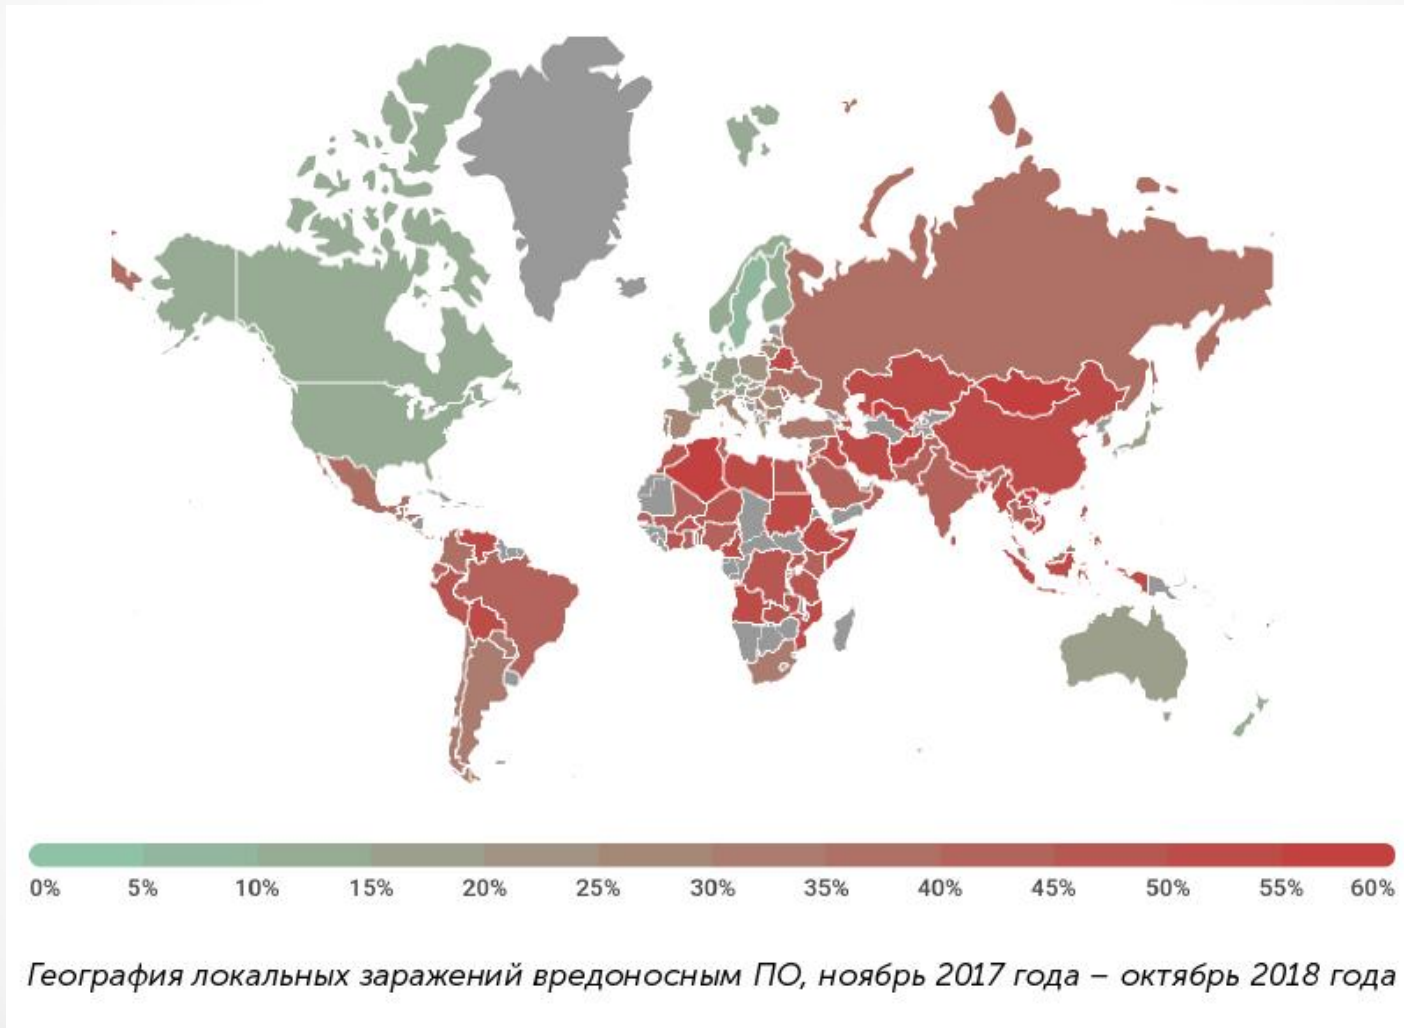 0% 5% 10% 15% 20% 25% 30% 35% 40% 45% 50% 55% 60%
География локальных заражений вредоносным ПО, ноябрь 2017 года – октябрь 2018 года